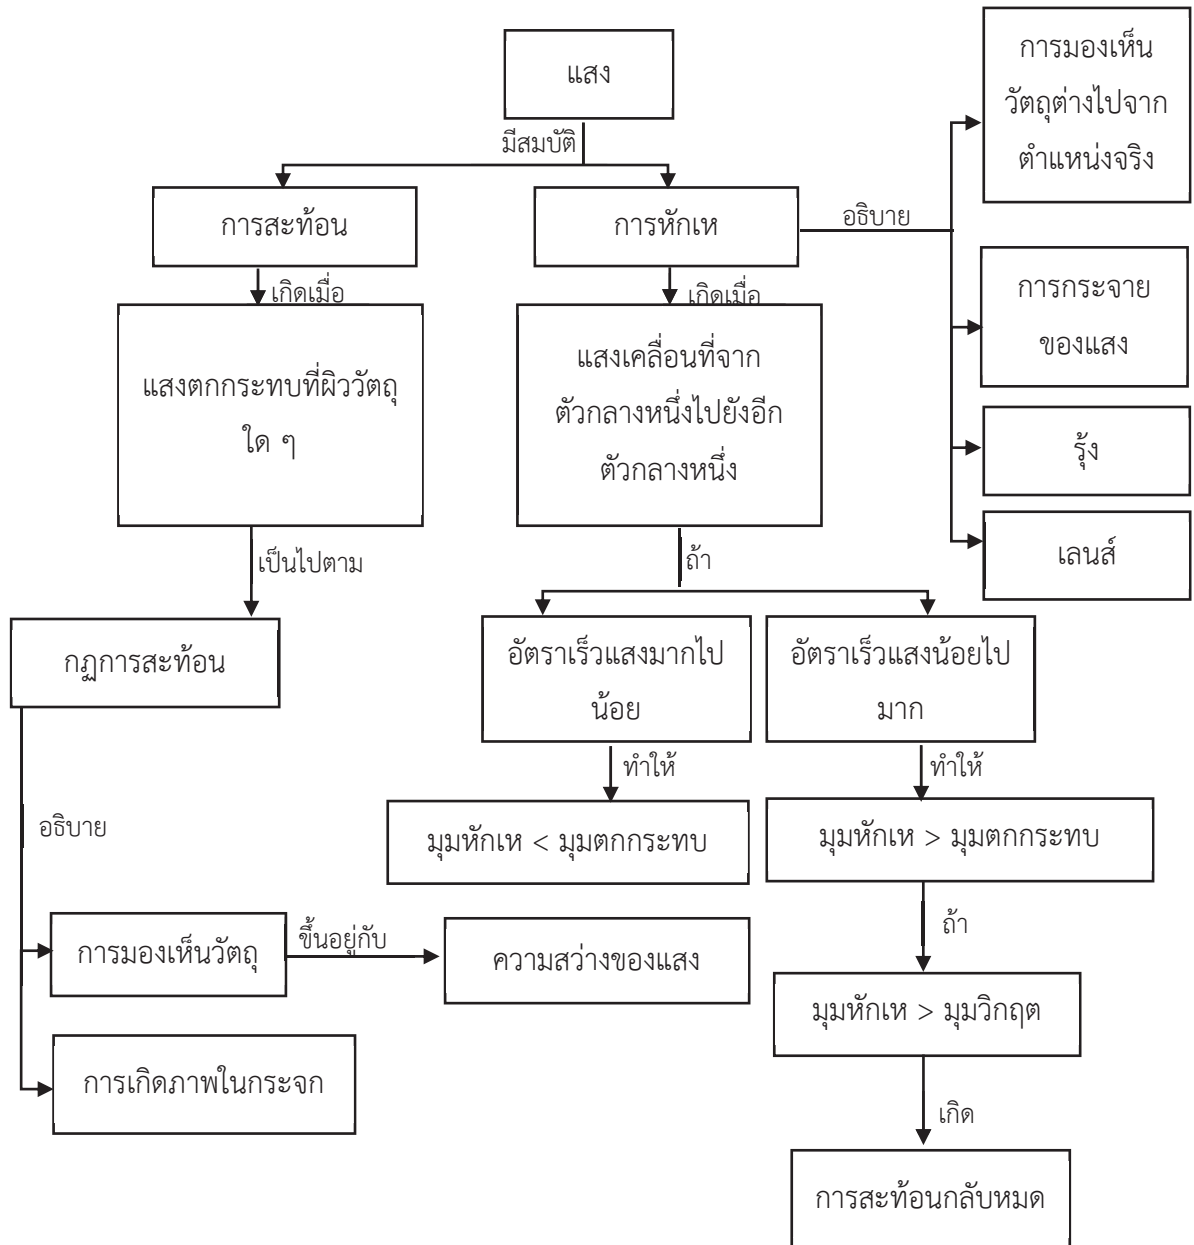 แสง
มีสมบัติ
การสะท้อน
การหักเห
อธิบาย
การมองเห็น
วัตถุต่างไปจาก
ตำแหน่งจริง
การกระจาย
ของแสง
รุ้ง
เลนส์
เกิดเมื่อ
เกิดเมื่อ
แสงตกกระทบที่ผิววัตถุ
ใด ๆ
แสงเคลื่อนที่จาก
ตัวกลางหนึ่งไปยังอีก
ตัวกลางหนึ่ง
เป็นไปตาม
ถ้า
กฏการสะท้อน
อัตราเร็วแสงมากไป
น้อย
อัตราเร็วแสงน้อยไป
มาก
ทำให้
ทำให้
มุมหักเห < มุมตกกระทบ
มุมหักเห > มุมตกกระทบ
อธิบาย
การมองเห็นวัตถุ
ขึ้นอยู่กับ
ความสว่างของแสง
ถ้า
มุมหักเห > มุมวิกฤต
การเกิดภาพในกระจก
เกิด
การสะท้อนกลับหมด